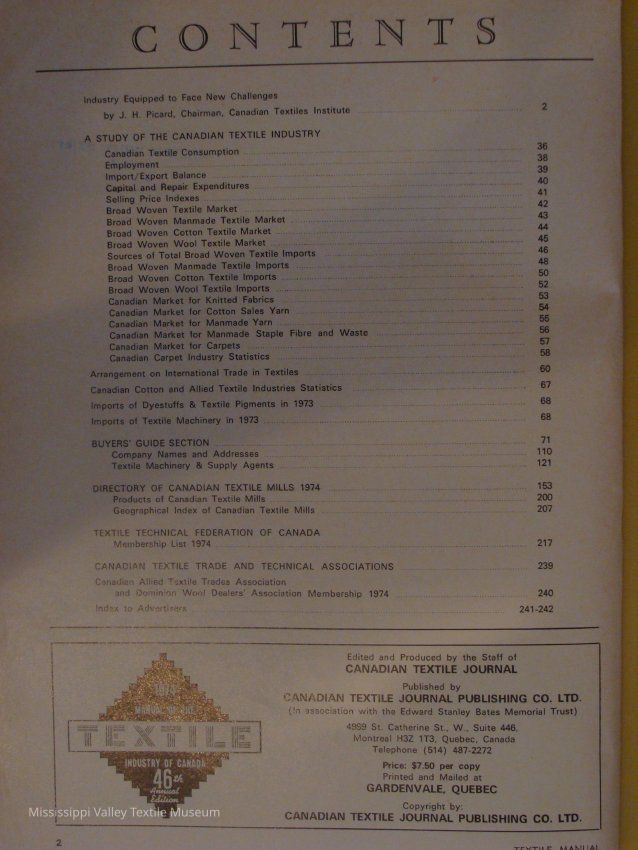 CONTENTS
Industry Equipped to Face New Challenges
by J. H. Picard, Chairman, Canadian Textiles Institute 2
A STUDY OF THE CANADIAN TEXTILE INDUSTRY
Canadian Textile Consumption 36
Employment 38
Import/Export Balance 39
Capital and Repair Expenditures 40
Selling Price Indexes 41
Broad Woven Textile Market 42
Broad Woven Manmade Textile Market 43
Broad Woven Cotton Textile Market 44
Broad Woven Wool Textile Market 45
Sources of Total Broad Woven Textile Imports 46
Broad Woven Manmade Textile Imports 48
Broad Woven Cotton Textile Imports 50
Broad Woven Wool Textile Imports 52
Canadian Market for Knitted Fabrics 53
Canadian Market for Cotton Sales Yarn 54
Canadian Market for Manmade Yarn 55
Canadian Market for Manmade Staple Fibre and Waste 56
Canadian Market for Carpets 57
Canadian Carpet Industry Statistics 58
Arrangement on International Trade in Textiles 60
Canadian Cotton and Allied Textile Industries Statistics 67
Imports of Dyestuffs & Textile Pigments in 1973 68
Imports of Textile Machinery in 1973 68
BUYERS' GUIDE SECTION 71
Company Names and Addresses 110
Textile Machinery & Supply Agents 121
DIRECTORY OF CANADIAN TEXTILE MILLS 1974 153
Products of Canadian Textile Mills 200
Geographical Index of Canadian Textile Mills 207
TEXTILE TECHNICAL FEDERATION OF CANADA
Membership List 1974 217
CANADIAN TEXTILE TRADE AND TECHNICAL ASSOCIATIONS 239
Canadian Allied Textile Trades Association
and Dominion Wool Dealers' Association Membership 1974 240
Index to Advertisers 241-242
1974
MANUAL OF THE
TEXTILE
INDUSTRY OF CANADA
46th
Annual
Edition
Edited and Produced by the Staff of
CANADIAN TEXTILE JOURNAL
Published by
CANADIAN TEXTILE JOURNAL PUBLISHING CO. LTD.
(In association with the Edward Stanley Bates Memorial Trust)
4999 St. Catherine St., W., Suite 446,
Montreal H3Z 1T3, Quebec, Canada
Telephone (514) 487-2272
Price: $7.50 per copy
Printed and Mailed at
GARDENVALE, QUEBEC
Copyright by:
CANADIAN TEXTILE JOURNAL PUBLISHING CO. LTD.
Mississippi Valley Textile Museum
2
TEXTILE MANUAL